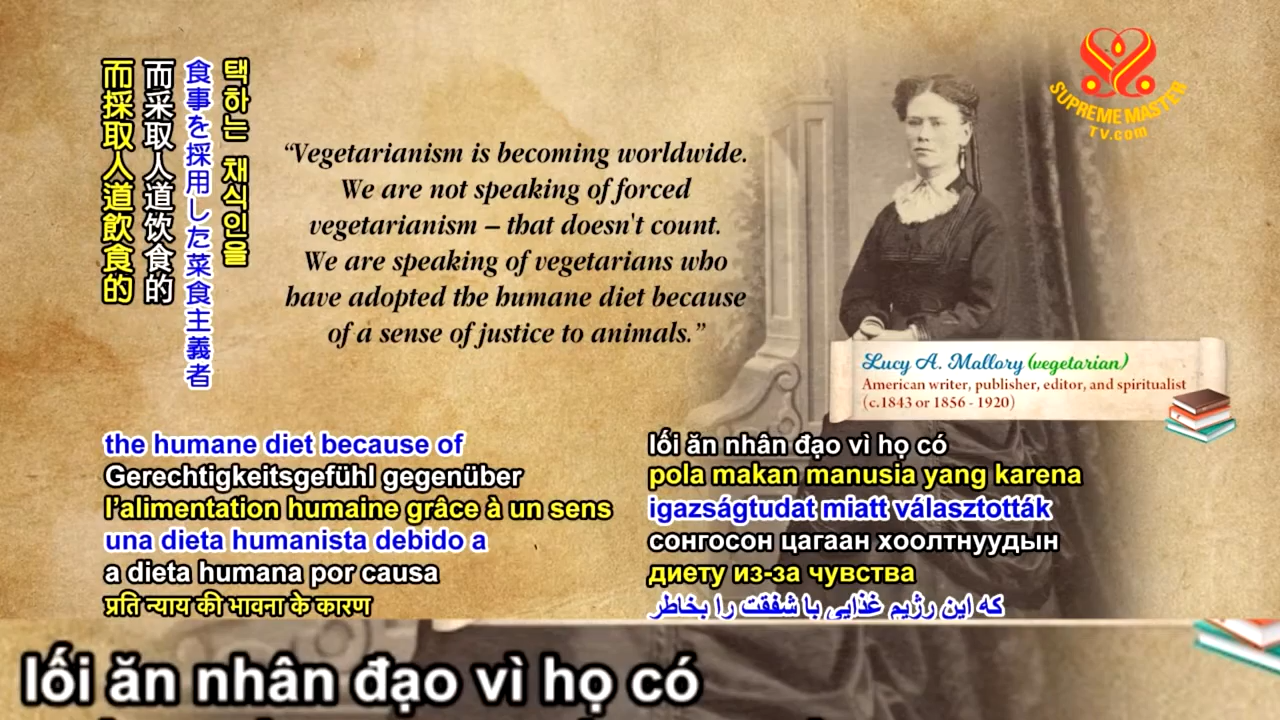 택하는 채식인을
食事を採用した菜食主義者
而采取人道饮食的
而採取人道飲食的
“Vegetarianism is becoming worldwide.
We are not speaking of forced
vegetarianism – that doesn't count.
We are speaking of vegetarians who
have adopted the humane diet because
of a sense of justice to animals.”
SUPREME MASTER
TV.com
Lucy A. Mallory (vegetarian)
American writer, publisher, editor, and spiritualist
(c.1843 or 1856 - 1920)
the humane diet because of
Gerechtigkeitsgefühl gegenüber
l’alimentation humaine grâce à un sens
una dieta humanista debido a
a dieta humana por causa
प्रति न्याय की भावना के कारण
lối ăn nhân đạo vì họ có
pola makan manusia yang karena
igazságtudat miatt választották
сонгосон цагаан хоолтнуудын
диету из-за чувства
که این رژیم غذایی با شفقت را بخاطر
lối ăn nhân đạo vì họ có